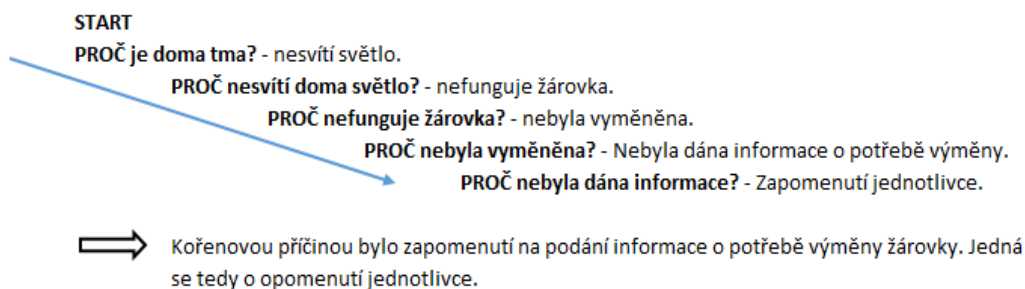 START
PROČ je doma tma? - nesvítí světlo.
PROČ nesvítí doma světlo? - nefunguje žárovka.
PROČ nefunguje žárovka? - nebyla vyměněna.
PROČ nebyla vyměněna? - Nebyla dána informace o potřebě výměny.
PROČ nebyla dána informace? - Zapomenutí jednotlivce.
Kořenovou příčinou bylo zapomenutí na podání informace o potřebě výměny žárovky. Jedná
se tedy o opomenutí jednotlivce.